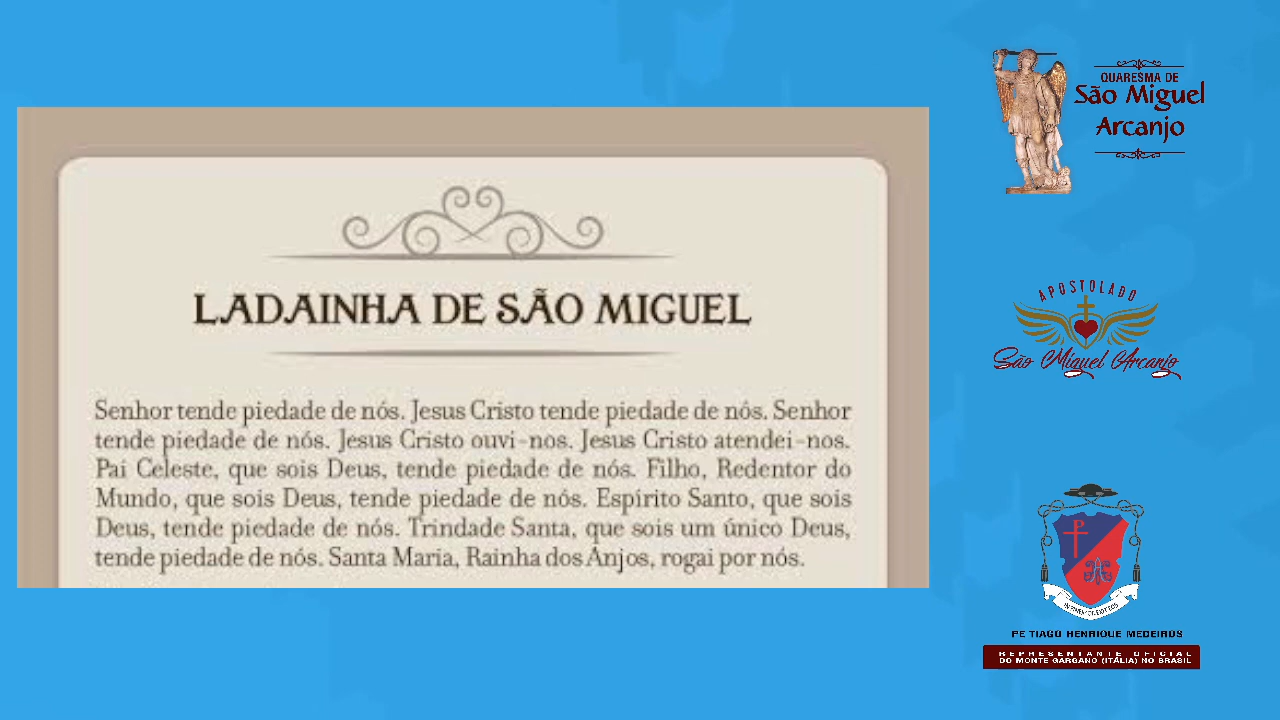 LADAINHA DE SÃO MIGUEL
Senhor tende piedade de nós. Jesus Cristo tende piedade de nós. Senhor
tende piedade de nós. Jesus Cristo ouvi-nos. Jesus Cristo atendei-nos.
Pai Celeste, que sois Deus, tende piedade de nós. Filho, Redentor do
Mundo, que sois Deus, tende piedade de nós. Espírito Santo, que sois
Deus, tende piedade de nós. Trindade Santa, que sois um único Deus,
tende piedade de nós. Santa Maria, Rainha dos Anjos, rogai por nós.
QUARESMA DE
São Miguel
Arcanjo
APOSTOLADO
São Miguel Arcanjo
P
PE TIAGO HENRIQUE MEDEIROS
REPRESENTANTE OFICIAL
DO MONTE GARGANO (ITÁLIA) NO BRASIL